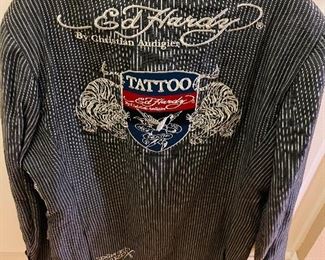 Ed Hardy
By Christian Audigier
TATTOO
Ed Hardy